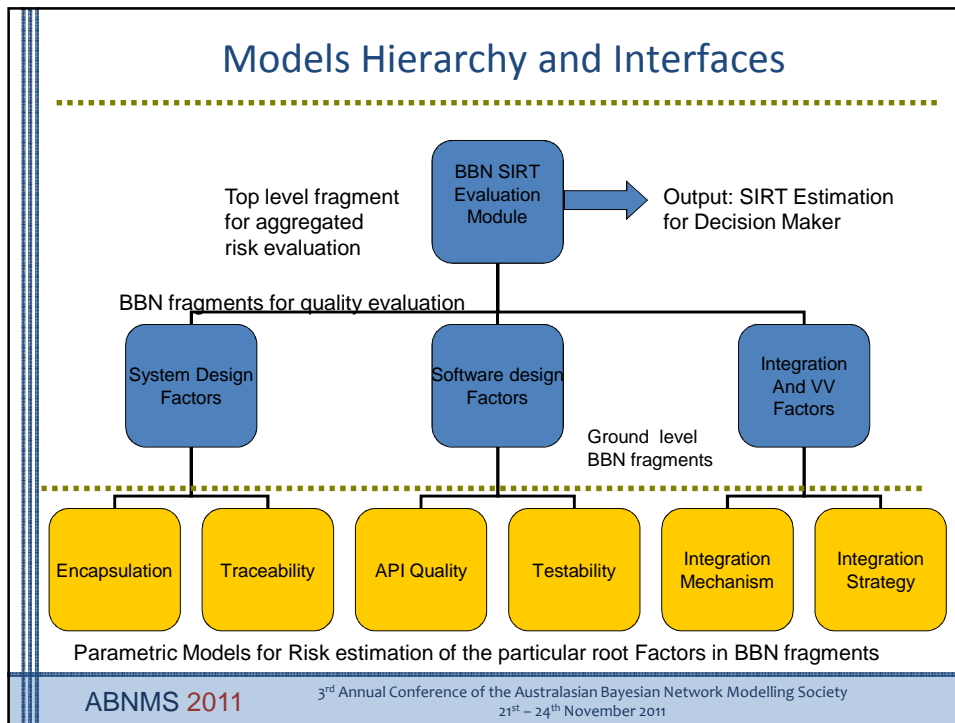 Models Hierarchy and Interfaces
BBN SIRT
Evaluation
Module
Top level fragment
for aggregated
risk evaluation
Output: SIRT Estimation
for Decision Maker
BBN fragments for quality evaluation
System Design
Factors
Software design
Factors
Integration
And VV
Factors
Ground level
BBN fragments
Encapsulation
Traceability
API Quality
Testability
Integration
Mechanism
Integration
Strategy
Parametric Models for Risk estimation of the particular root Factors in BBN fragments
ABNMS 2011
3rd Annual Conference of the Australasian Bayesian Network Modelling Society
21st – 24th November 2011